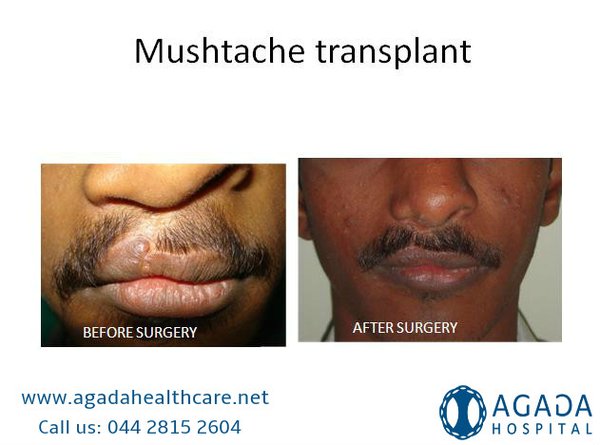 Mushtache transplant
BEFORE SURGERY
AFTER SURGERY
www.agadahealthcare.net
Call us: 044 2815 2604
AGADA
HOSPITAL